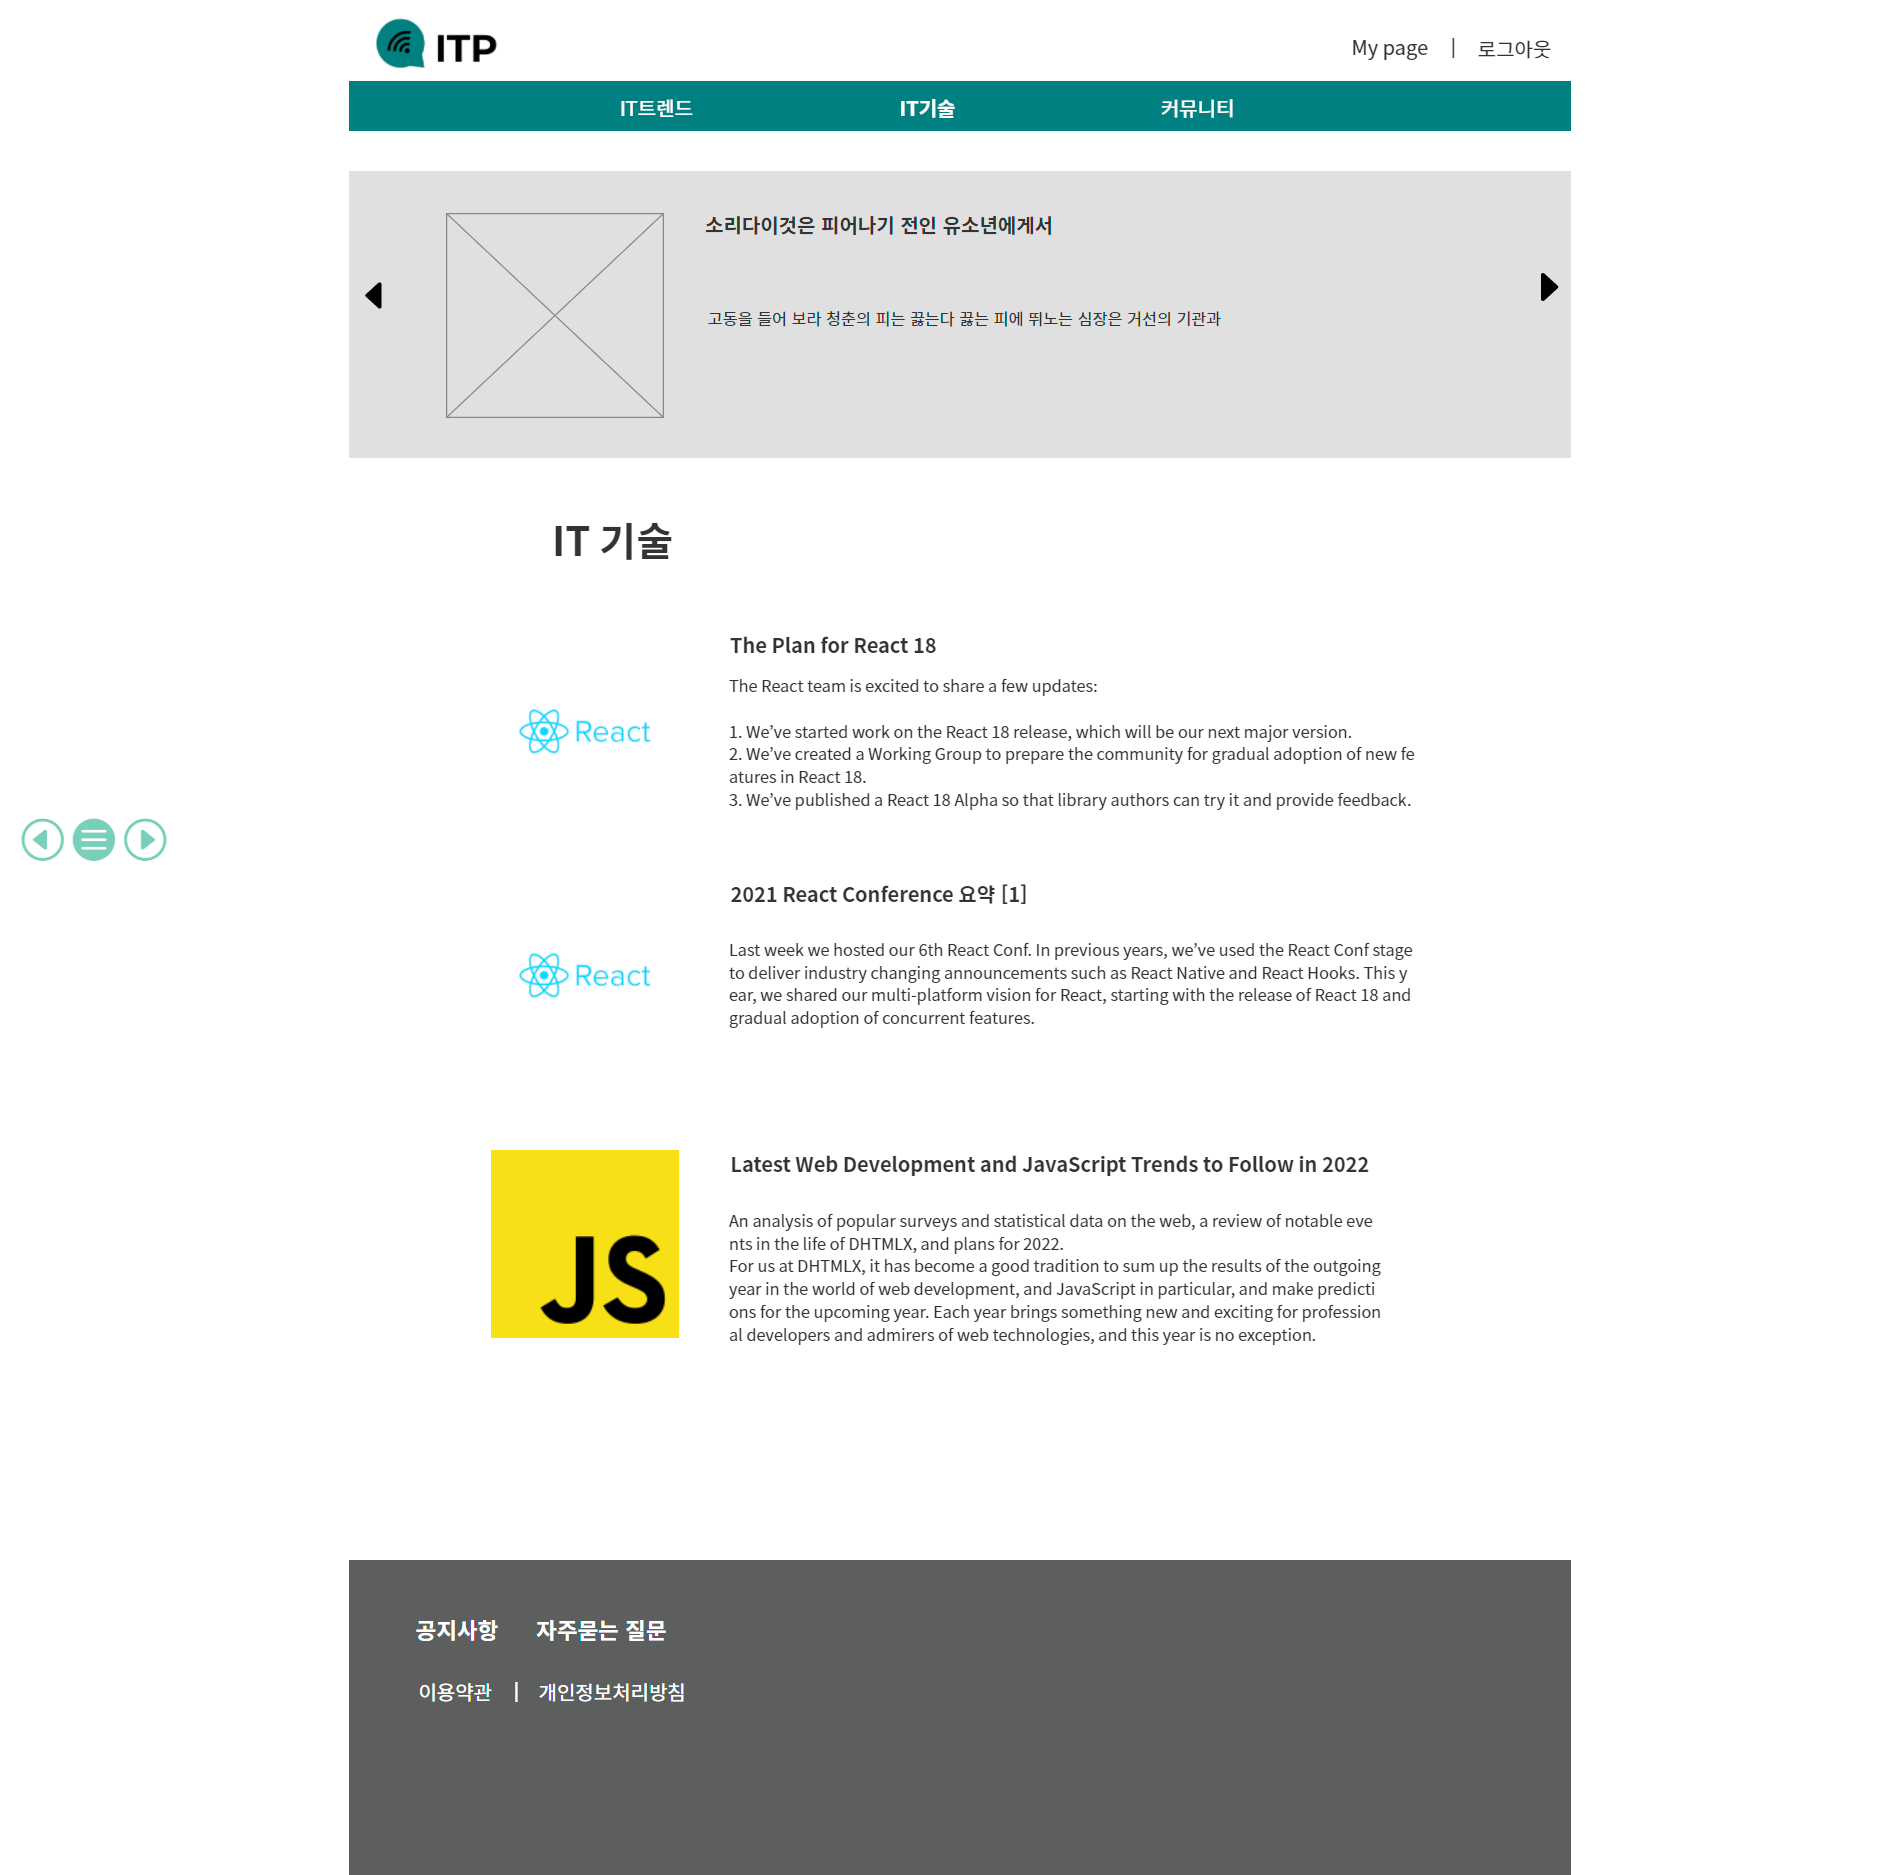 ITP
My page | 로그아웃
IT트렌드 IT기술 커뮤니티
소리다이것은 피어나기 전인 유소년에게서
고동을 들어 보라 청춘의 피는 끓는다 끓는 피에 뛰노는 심장은 거선의 기관과
IT 기술
The Plan for React 18
The React team is excited to share a few updates:
React
1. We’ve started work on the React 18 release, which will be our next major version.
2. We’ve created a Working Group to prepare the community for gradual adoption of new fe
atures in React 18.
3. We’ve published a React 18 Alpha so that library authors can try it and provide feedback.
2021 React Conference 요약 [1]
React
Last week we hosted our 6th React Conf. In previous years, we’ve used the React Conf stage
to deliver industry changing announcements such as React Native and React Hooks. This y
ear, we shared our multi-platform vision for React, starting with the release of React 18 and
gradual adoption of concurrent features.
JS
Latest Web Development and JavaScript Trends to Follow in 2022
An analysis of popular surveys and statistical data on the web, a review of notable eve
nts in the life of DHTMLX, and plans for 2022.
For us at DHTMLX, it has become a good tradition to sum up the results of the outgoing
year in the world of web development, and JavaScript in particular, and make predicti
ons for the upcoming year. Each year brings something new and exciting for profession
al developers and admirers of web technologies, and this year is no exception.
공지사항 자주묻는 질문
이용약관 | 개인정보처리방침